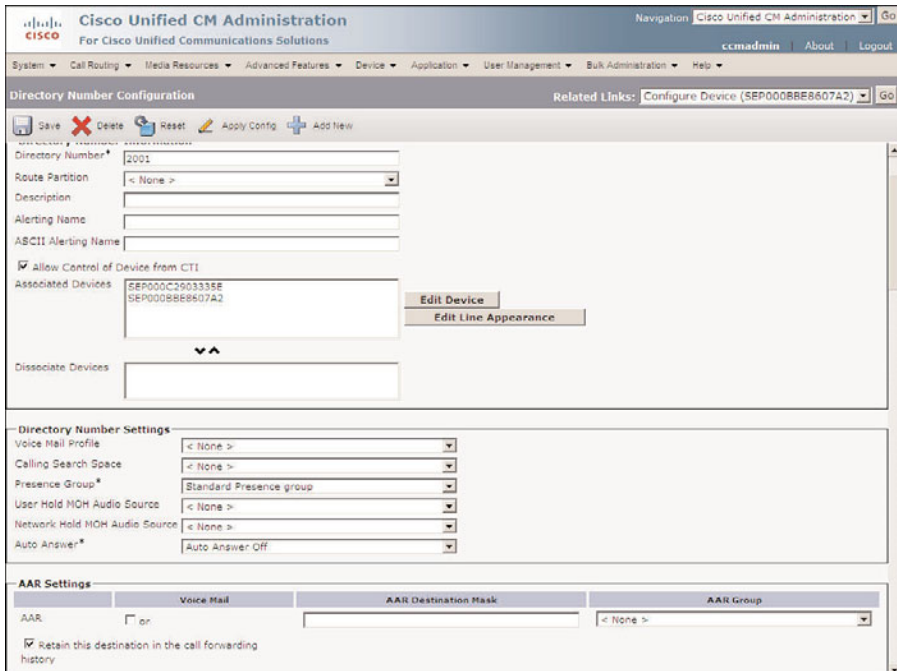 cisco
Cisco Unified CM Administration
For Cisco Unified Communications Solutions
Navigation Cisco Unified CM Administration Go
ccmadmin About Logout
System Call Routing Media Resources Advanced Features Device Application User Management Bulk Administration Help
Directory Number Configuration
Related Links: Configure Device (SEP000BBE8607A2) Go
Save Delete Reset Apply Config Add New
Directory Number Information
Directory Number* 2001
Route Partition < None >
Description
Alerting Name
ASCII Alerting Name
Allow Control of Device from CTI
Associated Devices SEP000C2903335E
SEP000BBE8607A2
Edit Device
Edit Line Appearance
Dissociate Devices
Directory Number Settings
Voice Mail Profile < None >
Calling Search Space < None >
Presence Group* Standard Presence group
User Hold MOH Audio Source < None >
Network Hold MOH Audio Source < None >
Auto Answer* Auto Answer Off
AAR Settings
Voice Mail AAR Destination Mask AAR Group
AAR or < None >
Retain this destination in the call forwarding
history